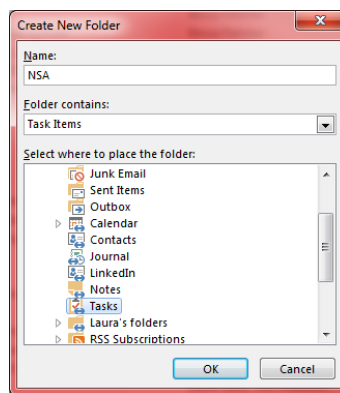 Create New Folder
Name:
NSA
Folder contains:
Task Items
Select where to place the folder:
Junk Email
Sent Items
Outbox
Calendar
Contacts
Journal
LinkedIn
Notes
Tasks
Laura's folders
RSS Subscriptions
OK
Cancel